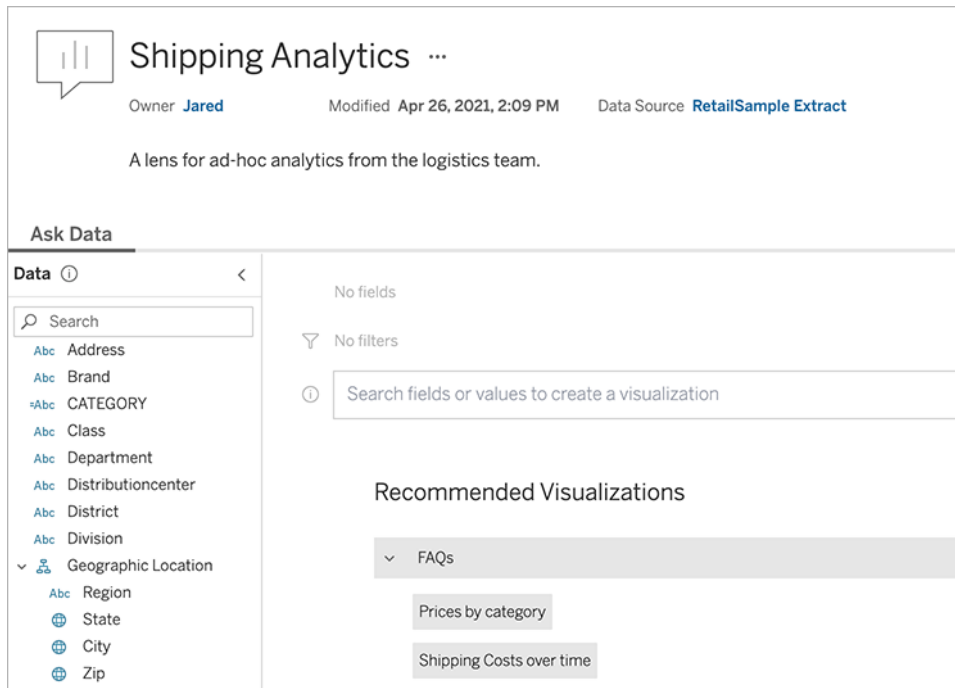 Shipping Analytics ...
Owner Jared Modified Apr 26, 2021, 2:09 PM Data Source RetailSample Extract
A lens for ad-hoc analytics from the logistics team.
Ask Data
Data
Search
Abc Address
Abc Brand
=Abc CATEGORY
Abc Class
Abc Department
Abc Distributioncenter
Abc District
Abc Division
Geographic Location
Abc Region
State
City
Zip
No fields
No filters
Search fields or values to create a visualization
Recommended Visualizations
FAQs
Prices by category
Shipping Costs over time